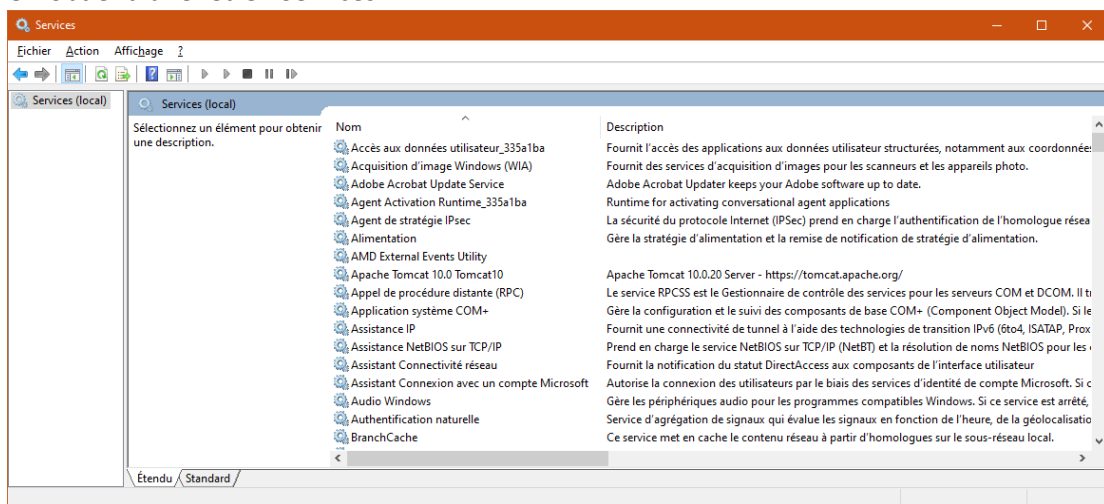 Services
Fichier Action Affichage ?
Services (local)
Services (local)
Sélectionnez un élément pour obtenir
une description.
Nom Description
Accès aux données utilisateur_335a1ba Fournit l'accès des applications aux données utilisateur structurées, notamment aux coordonnée
Acquisition d'image Windows (WIA) Fournit des services d'acquisition d'images pour les scanneurs et les appareils photo.
Adobe Acrobat Update Service Adobe Acrobat Updater keeps your Adobe software up to date.
Agent Activation Runtime_335a1ba Runtime for activating conversational agent applications
Agent de stratégie IPsec La sécurité du protocole Internet (IPSec) prend en charge l'authentification de l'homologue résea
Alimentation Gère la stratégie d'alimentation et la remise de notification de stratégie d'alimentation.
AMD External Events Utility
Apache Tomcat 10.0 Tomcat10 Apache Tomcat 10.0.20 Server - https://tomcat.apache.org/
Appel de procédure distante (RPC) Le service RPCSS est le Gestionnaire de contrôle des services pour les serveurs COM et DCOM. Il
Application système COM+ Gère la configuration et le suivi des composants de base COM+ (Component Object Model). Si le
Assistance IP Fournit une connectivité de tunnel à l'aide des technologies de transition IPv6 (6to4, ISATAP, Prox
Assistance NetBIOS sur TCP/IP Prend en charge le service NetBIOS sur TCP/IP (NetBT) et la résolution de noms NetBIOS pour les
Assistant Connectivité réseau Fournit la notification du statut DirectAccess aux composants de l'interface utilisateur
Assistant Connexion avec un compte Microsoft Autorise la connexion des utilisateurs par le biais des services d'identité de compte Microsoft. Si
Audio Windows Gère les périphériques audio pour les programmes compatibles Windows. Si ce service est arrêté,
Authentification naturelle Service d'agrégation de signaux qui évalue les signaux en fonction de l'heure, de la géolocalisatio
BranchCache Ce service met en cache le contenu réseau à partir d'homologues sur le sous-réseau local.
Étendu Standard